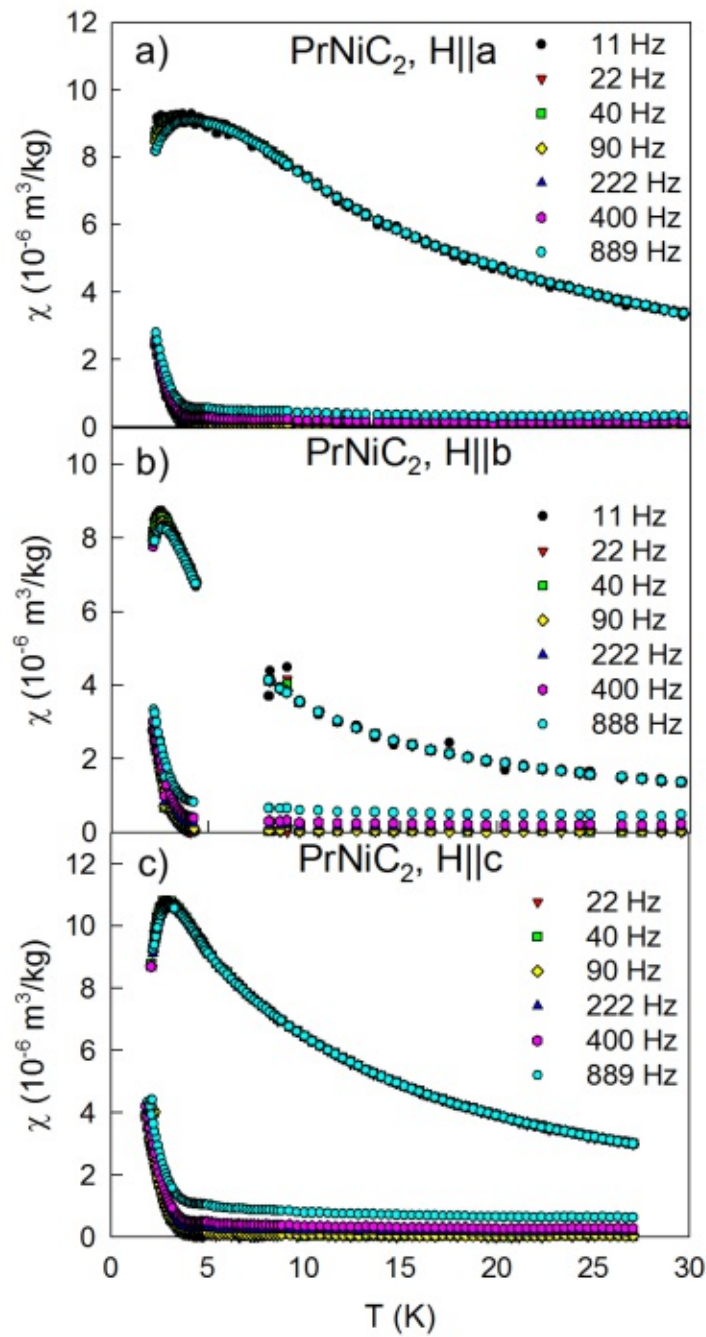 12
10
8
6
4
2
0
χ (10⁻⁶ m³/kg)
a)
PrNiC₂, H||a
11 Hz
22 Hz
40 Hz
90 Hz
222 Hz
400 Hz
889 Hz
10
8
6
4
2
0
χ (10⁻⁶ m³/kg)
b)
PrNiC₂, H||b
11 Hz
22 Hz
40 Hz
90 Hz
222 Hz
400 Hz
888 Hz
12
10
8
6
4
2
0
χ (10⁻⁶ m³/kg)
c)
PrNiC₂, H||c
22 Hz
40 Hz
90 Hz
222 Hz
400 Hz
889 Hz
0 5 10 15 20 25 30
T (K)